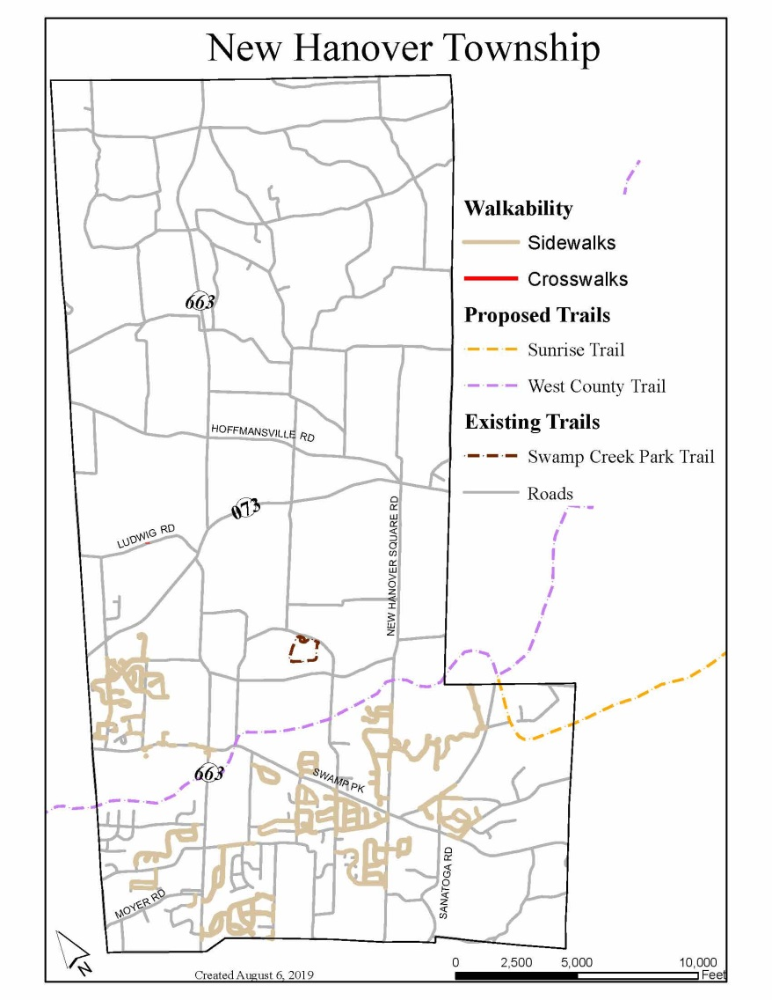 New Hanover Township
Walkability
Sidewalks
Crosswalks
Proposed Trails
Sunrise Trail
West County Trail
Existing Trails
Swamp Creek Park Trail
Roads
663
HOFFMANSVILLE RD
073
LUDWIG RD
NEW HANOVER SQUARE RD
663
SWAMP PK
SANATOGA RD
MOYER RD
N
Created August 6, 2019
0 2,500 5,000 10,000
Feet